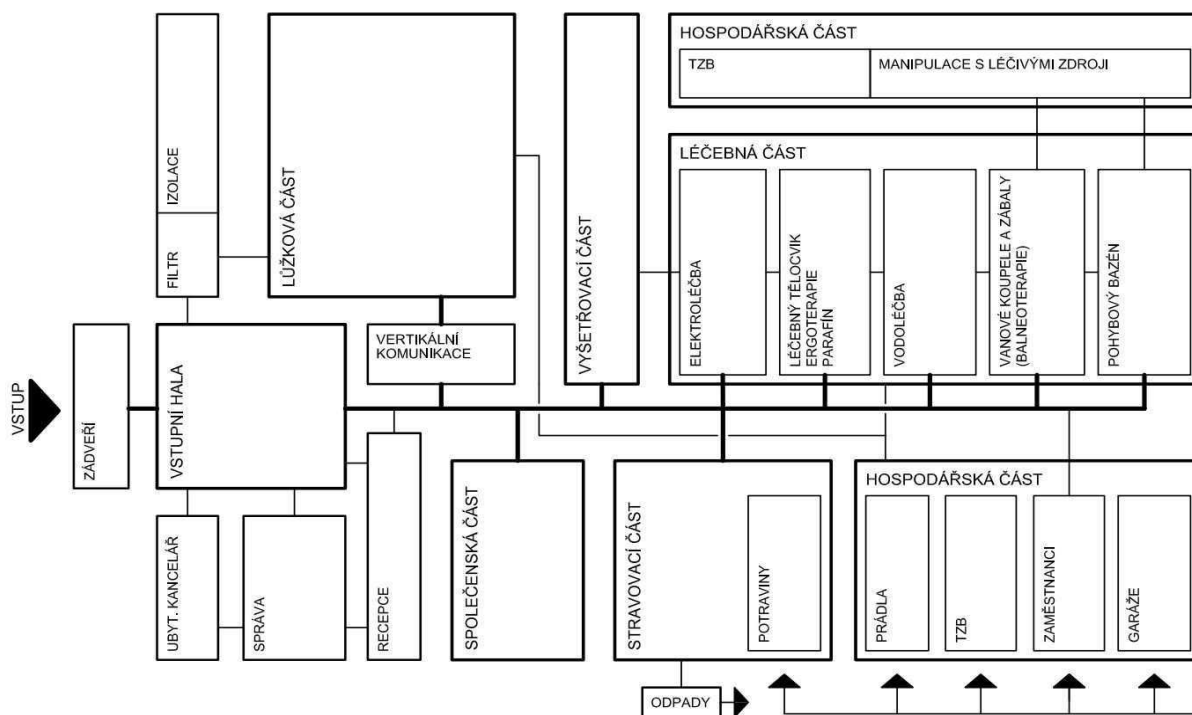 VSTUP
ZÁDVEŘÍ
FILTR
IZOLACE
VSTUPNÍ HALA
UBYT. KANCELÁŘ
SPRÁVA
RECEPCE
LŮŽKOVÁ ČÁST
VERTIKÁLNÍ
KOMUNIKACE
SPOLEČENSKÁ ČÁST
VYŠETŘOVACÍ ČÁST
STRAVOVACÍ ČÁST
POTRAVINY
ODPADY
HOSPODÁŘSKÁ ČÁST
TZB
MANIPULACE S LÉČIVÝMI ZDROJI
LÉČEBNÁ ČÁST
ELEKTROLÉČBA
LÉČEBNÝ TĚLOCVIK
ERGOTERAPIE
PARAFÍN
VODOLÉČBA
VANOVÉ KOUPELE A ZÁBALY
(BALNEOTERAPIE)
POHYBOVÝ BAZÉN
HOSPODÁŘSKÁ ČÁST
PRÁDLA
TZB
ZAMĚSTNANCI
GARÁŽE